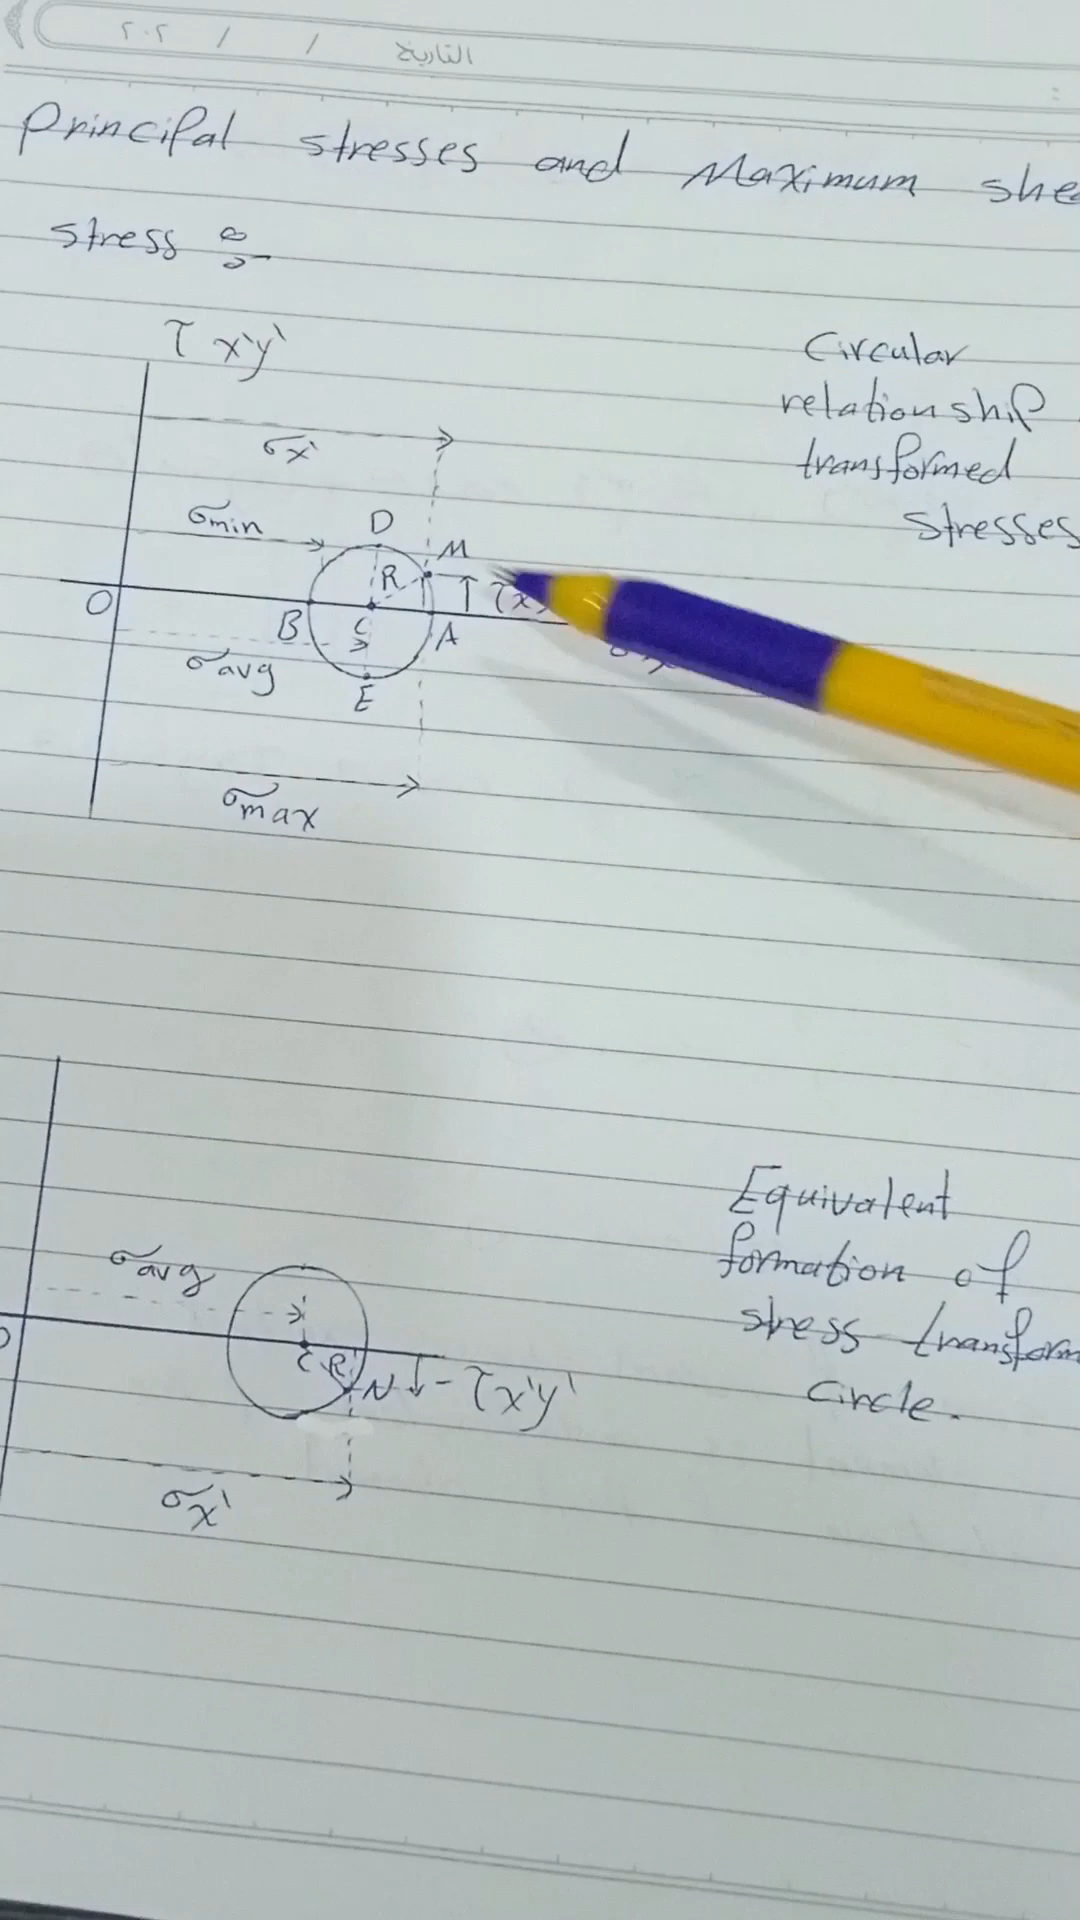 ٢٠٢ / / التاريخ
Principal stresses and Maximum she
stress
τ x'y'
σx'
σmin
D
M
R
O
B
C
A
σavg
E
σmax
Circular
relationship
transformed
stresses
σavg
C
R
N
- τx'y'
σx'
Equivalent
formation of
stress transform
Circle.